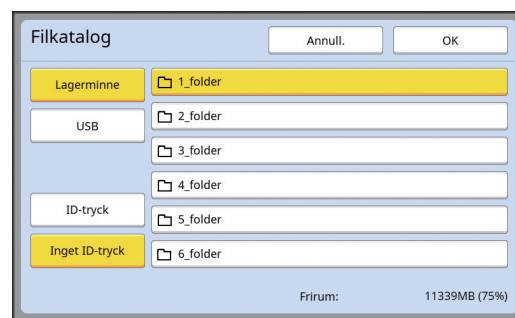 Filkatalog
Annull.
OK
Lagerminne
USB
ID-tryck
Inget ID-tryck
1_folder
2_folder
3_folder
4_folder
5_folder
6_folder
Frirum: 11339MB (75%)